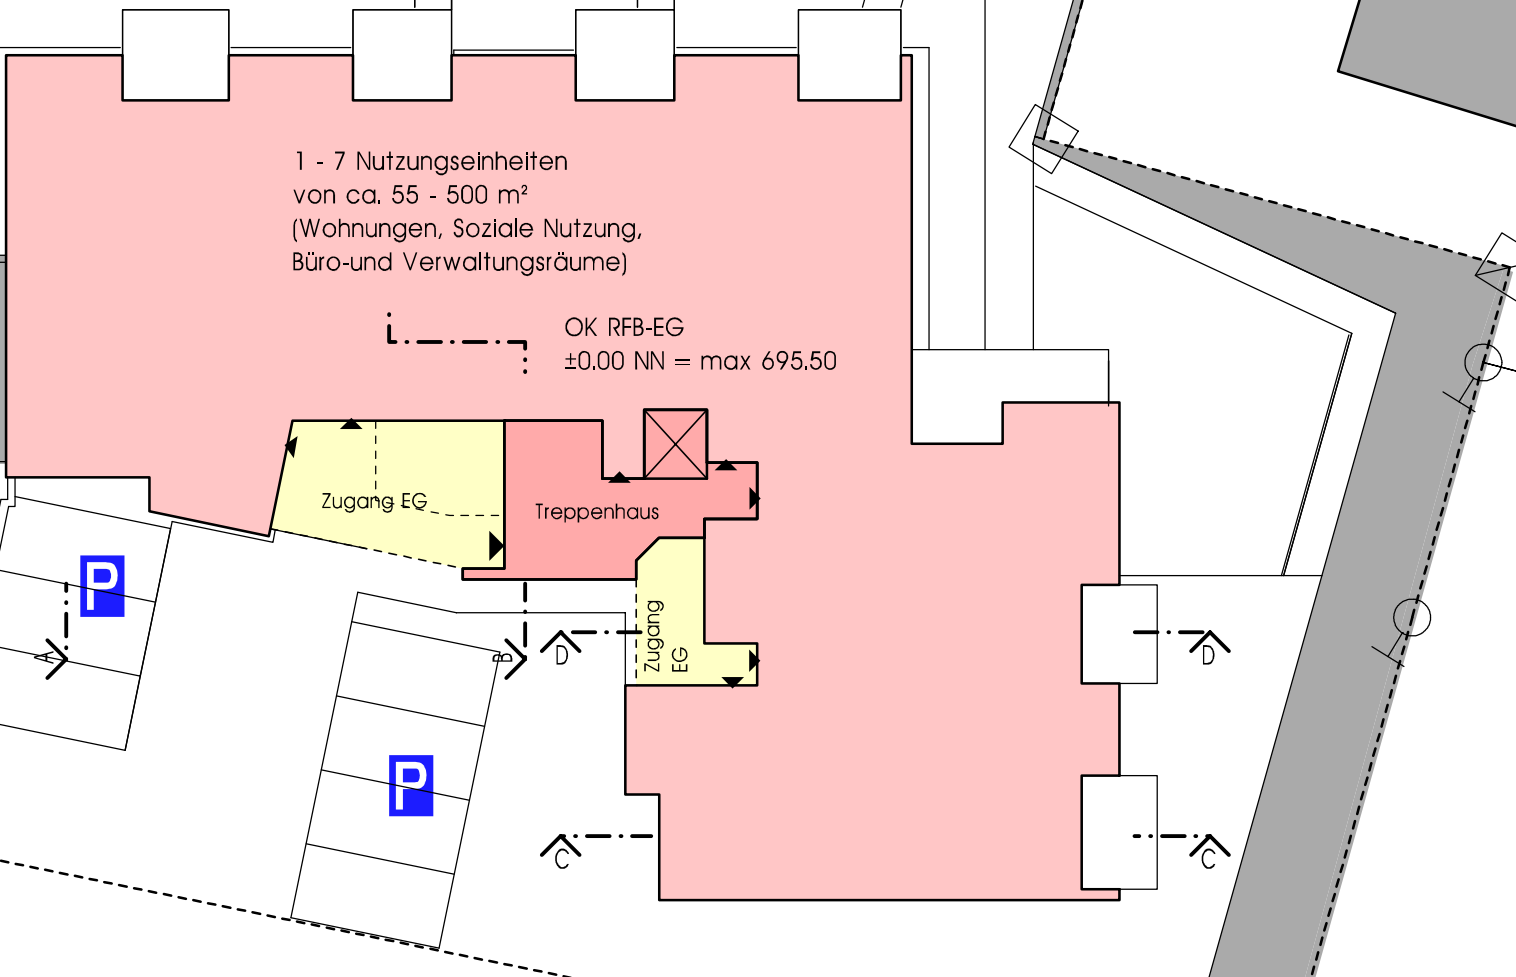 1 - 7 Nutzungseinheiten
von ca. 55 - 500 m²
(Wohnungen, Soziale Nutzung,
Büro-und Verwaltungsräume)
OK RFB-EG
±0.00 NN = max 695.50
Zugang EG
Treppenhaus
Zugang
EG
P
A
B
D
D
P
C
C